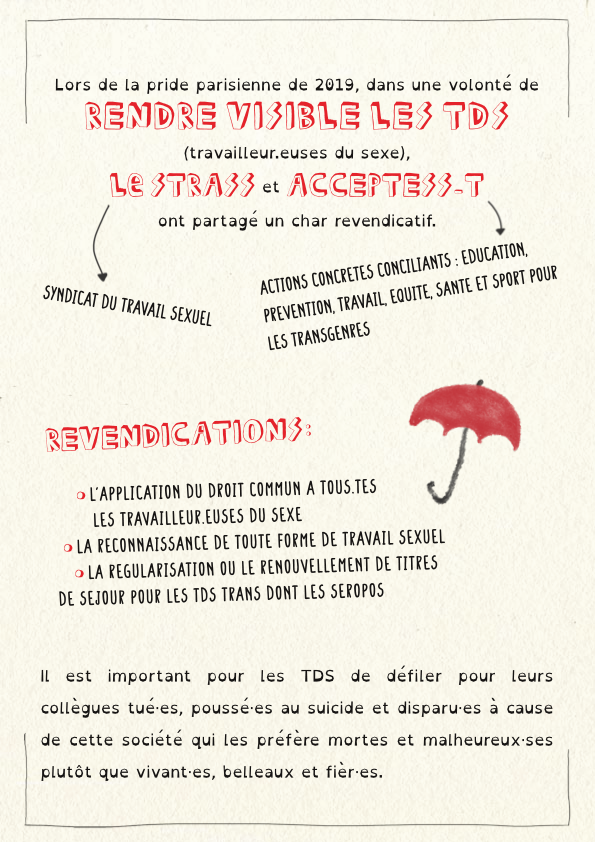 Lors de la pride parisienne de 2019, dans une volonté de
RENDRE VISIBLE LES TDS
(travailleur.euses du sexe),
Le STRASS et ACCEPTESS-T
ont partagé un char revendicatif.
SYNDICAT DU TRAVAIL SEXUEL
ACTIONS CONCRETES CONCILIANTS : EDUCATION,
PREVENTION, TRAVAIL, EQUITE, SANTE ET SPORT POUR
LES TRANSGENRES
REVENDICATIONS:
L'APPLICATION DU DROIT COMMUN A TOUS.TES
LES TRAVAILLEUR.EUSES DU SEXE
LA RECONNAISSANCE DE TOUTE FORME DE TRAVAIL SEXUEL
LA REGULARISATION OU LE RENOUVELLEMENT DE TITRES
DE SEJOUR POUR LES TDS TRANS DONT LES SEROPOS
Il est important pour les TDS de défiler pour leurs
collègues tué·es, poussé·es au suicide et disparu·es à cause
de cette société qui les préfère mortes et malheureux·ses
plutôt que vivant·es, belleaux et fièr·es.